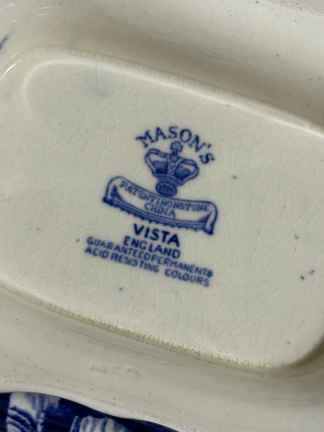 MASON'S
PATENT IRONSTONE
CHINA
VISTA
ENGLAND
GUARANTEED PERMANENT &
ACID RESISTING COLOURS